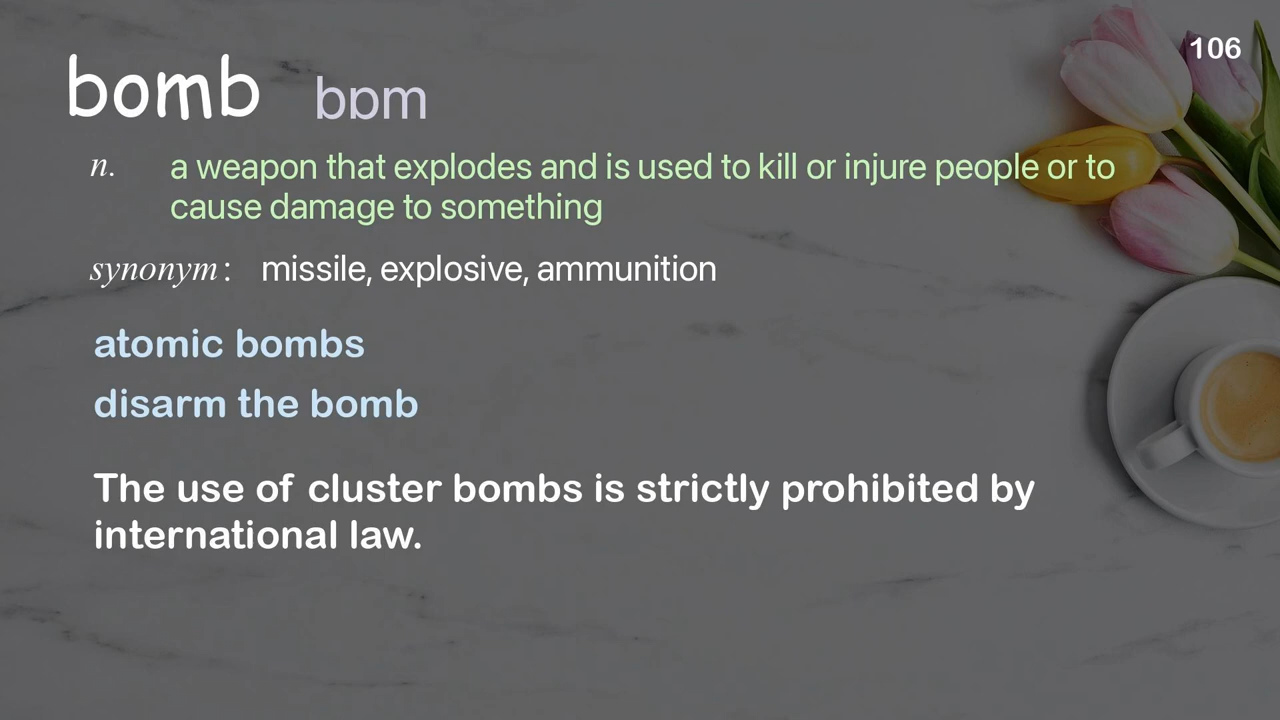 106
bomb bɒm
n. a weapon that explodes and is used to kill or injure people or to
cause damage to something
synonym: missile, explosive, ammunition
atomic bombs
disarm the bomb
The use of cluster bombs is strictly prohibited by
international law.